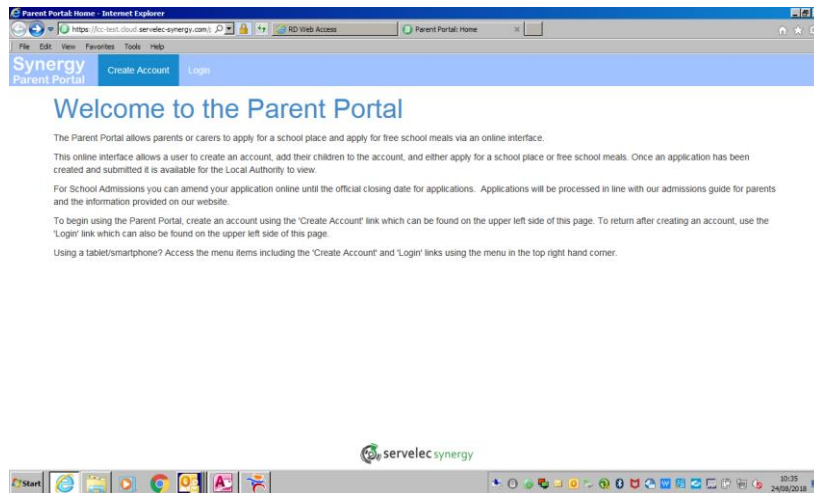 Parent Portal: Home - Internet Explorer
https://fcc-test.cloud.servelec-synergy.com/
RD Web Access
Parent Portal: Home
File Edit View Favorites Tools Help
Synergy
Parent Portal
Create Account
Login
Welcome to the Parent Portal
The Parent Portal allows parents or carers to apply for a school place and apply for free school meals via an online interface.
This online interface allows a user to create an account, add their children to the account, and either apply for a school place or free school meals. Once an application has been
created and submitted it is available for the Local Authority to view.
For School Admissions you can amend your application online until the official closing date for applications. Applications will be processed in line with our admissions guide for parents
and the information provided on our website.
To begin using the Parent Portal, create an account using the 'Create Account' link which can be found on the upper left side of this page. To return after creating an account, use the
'Login' link which can also be found on the upper left side of this page.
Using a tablet/smartphone? Access the menu items including the 'Create Account' and 'Login' links using the menu in the top right hand corner.
servelec synergy
Start
10:35
24/08/2018